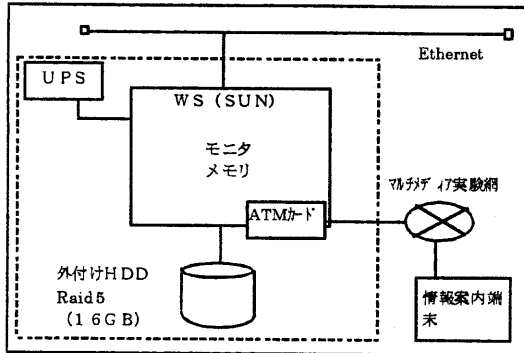 Ethernet
UPS
WS(SUN)
モニタ
メモリ
ATMカード
マルチメディア実験網
外付けHDD
Raid5
(16GB)
情報案内端
末